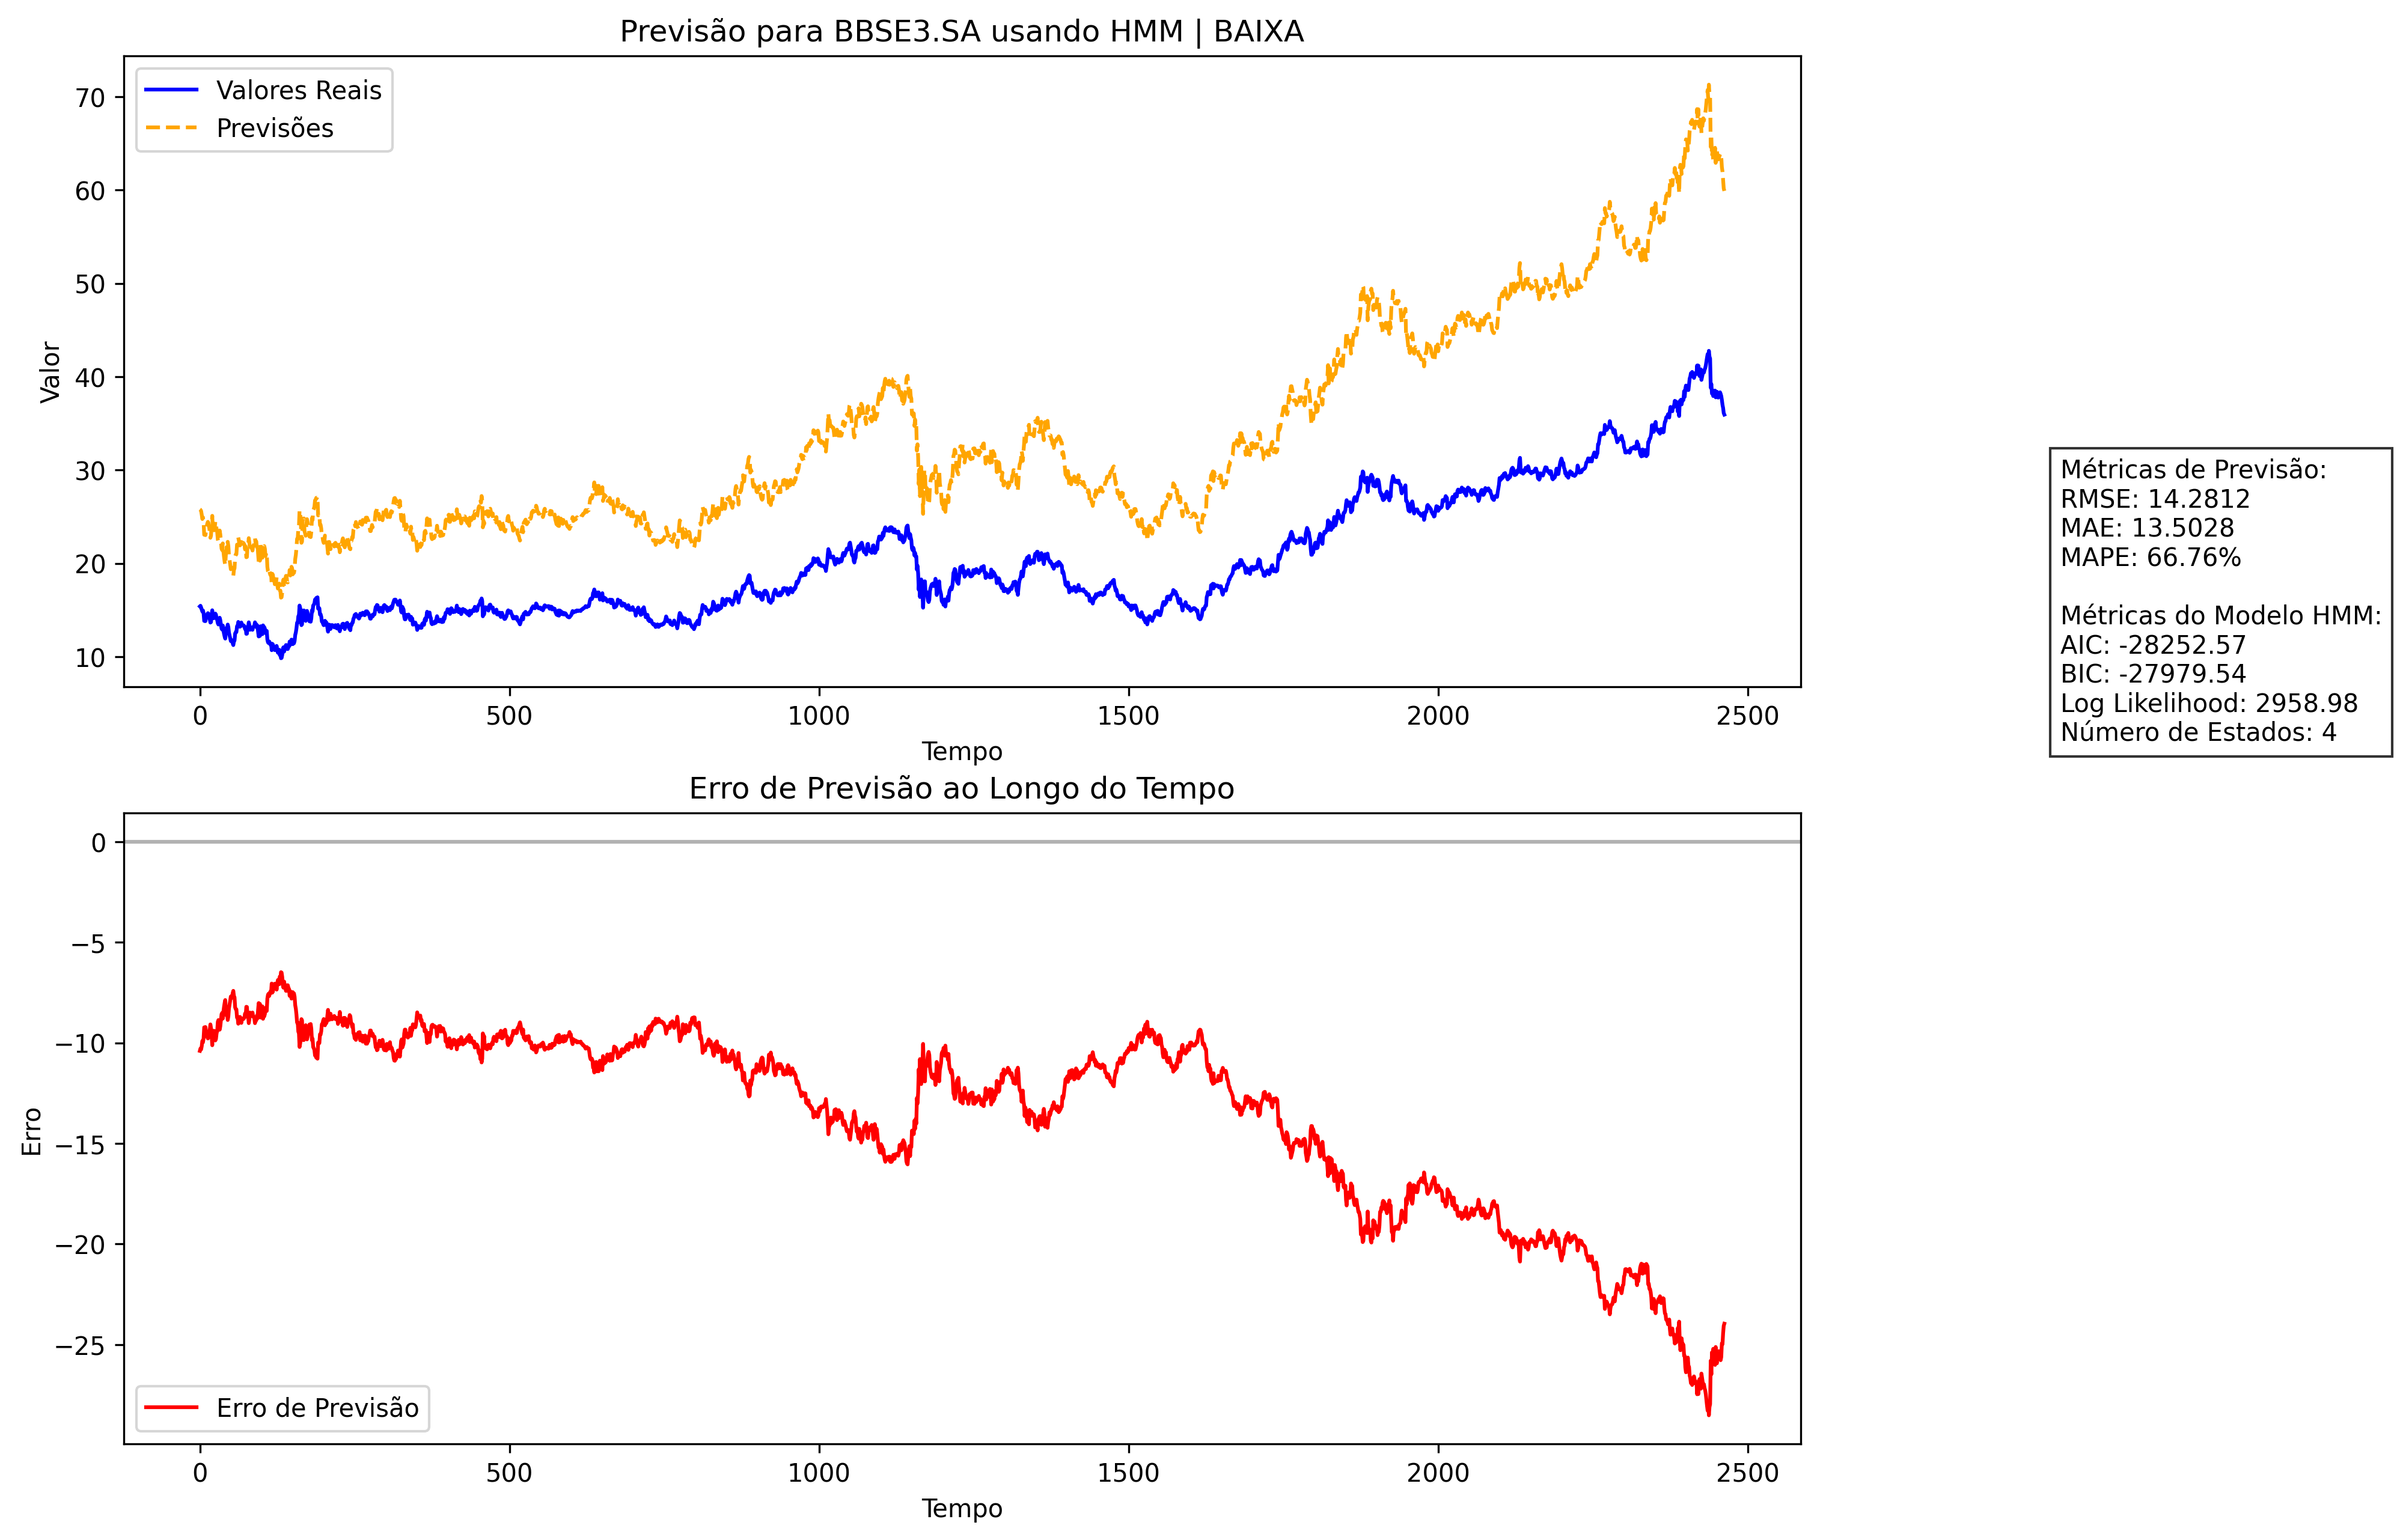 Previsão para BBSE3.SA usando HMM | BAIXA
Valores Reais
Previsões
Valor
70
60
50
40
30
20
10
0
500
1000
1500
2000
2500
Tempo
Métricas de Previsão:
RMSE: 14.2812
MAE: 13.5028
MAPE: 66.76%
Métricas do Modelo HMM:
AIC: -28252.57
BIC: -27979.54
Log Likelihood: 2958.98
Número de Estados: 4
Erro de Previsão ao Longo do Tempo
Erro
0
−5
−10
−15
−20
−25
Erro de Previsão
0
500
1000
1500
2000
2500
Tempo